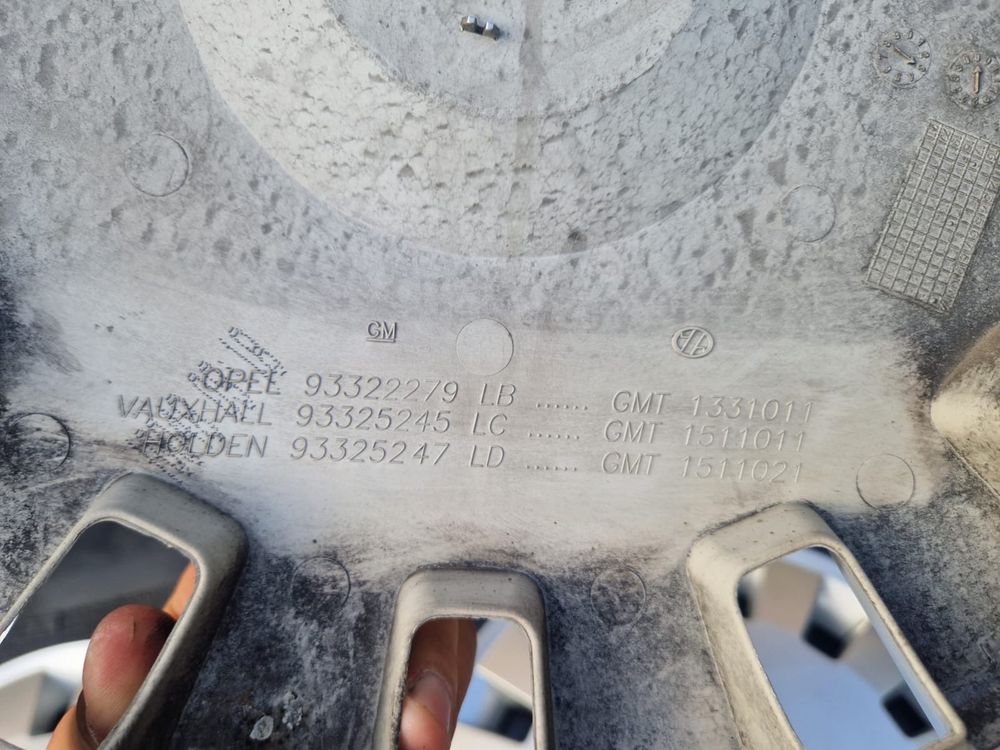 GM
OPEL 93322279 LB ...... GMT 1331011
VAUXHALL 93325245 LC ...... GMT 1511011
HOLDEN 93325247 LD ...... GMT 1511021